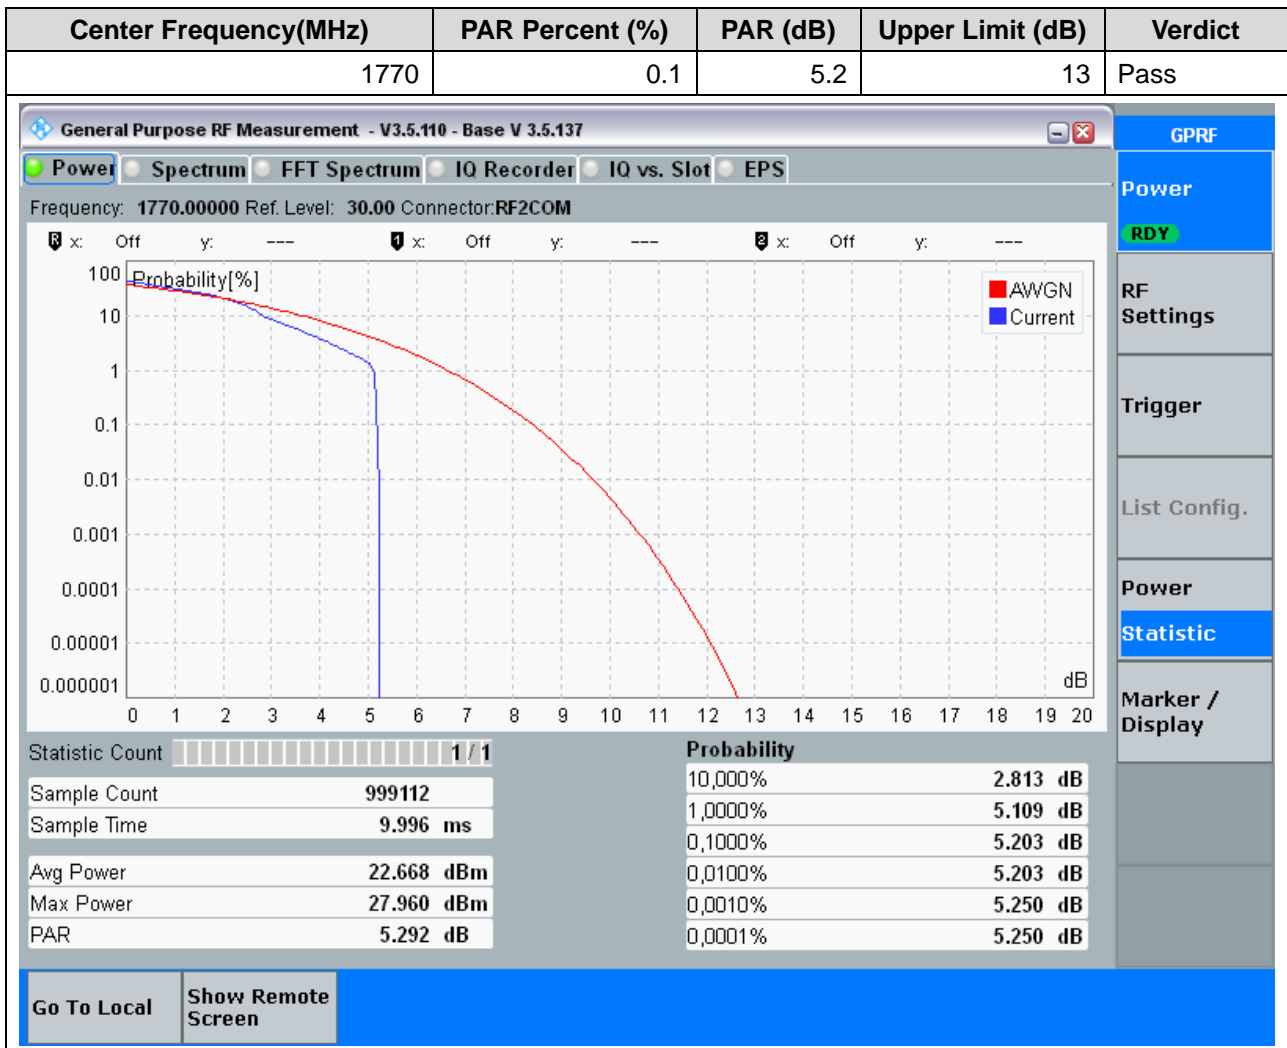 Center Frequency(MHz) PAR Percent (%) PAR (dB) Upper Limit (dB) Verdict
1770 0.1 5.2 13 Pass
General Purpose RF Measurement - V3.5.110 - Base V 3.5.137
GPRF
Power Spectrum FFT Spectrum IQ Recorder IQ vs. Slot EPS
Power
RDY
Frequency: 1770.00000 Ref. Level: 30.00 Connector:RF2COM
R x: Off y: --- 1 x: Off y: --- 2 x: Off y: ---
Probability[%]
AWGN
Current
100
10
1
0.1
0.01
0.001
0.0001
0.00001
0.000001
dB
0 1 2 3 4 5 6 7 8 9 10 11 12 13 14 15 16 17 18 19 20
RF
Settings
Trigger
List Config.
Power
Statistic
Marker /
Display
Statistic Count 1 / 1
Sample Count 999112
Sample Time 9.996 ms
Avg Power 22.668 dBm
Max Power 27.960 dBm
PAR 5.292 dB
Probability
10,000% 2.813 dB
1,0000% 5.109 dB
0,1000% 5.203 dB
0,0100% 5.203 dB
0,0010% 5.250 dB
0,0001% 5.250 dB
Go To Local
Show Remote
Screen